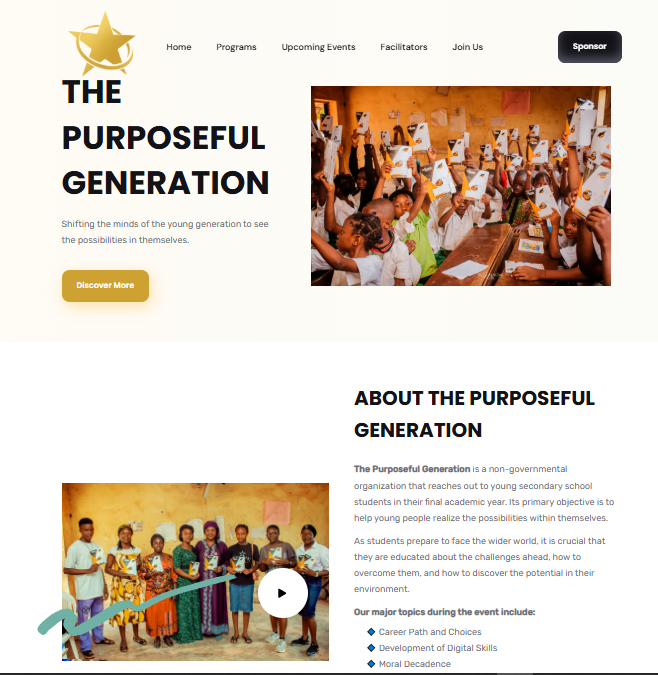 Home Programs Upcoming Events Facilitators Join Us Sponsor
THE
PURPOSEFUL
GENERATION
Shifting the minds of the young generation to see
the possibilities in themselves.
Discover More
ABOUT THE PURPOSEFUL
GENERATION
The Purposeful Generation is a non-governmental
organization that reaches out to young secondary school
students in their final academic year. Its primary objective is to
help young people realize the possibilities within themselves.
As students prepare to face the wider world, it is crucial that
they are educated about the challenges ahead, how to
overcome them, and how to discover the potential in their
environment.
Our major topics during the event include:
Career Path and Choices
Development of Digital Skills
Moral Decadence